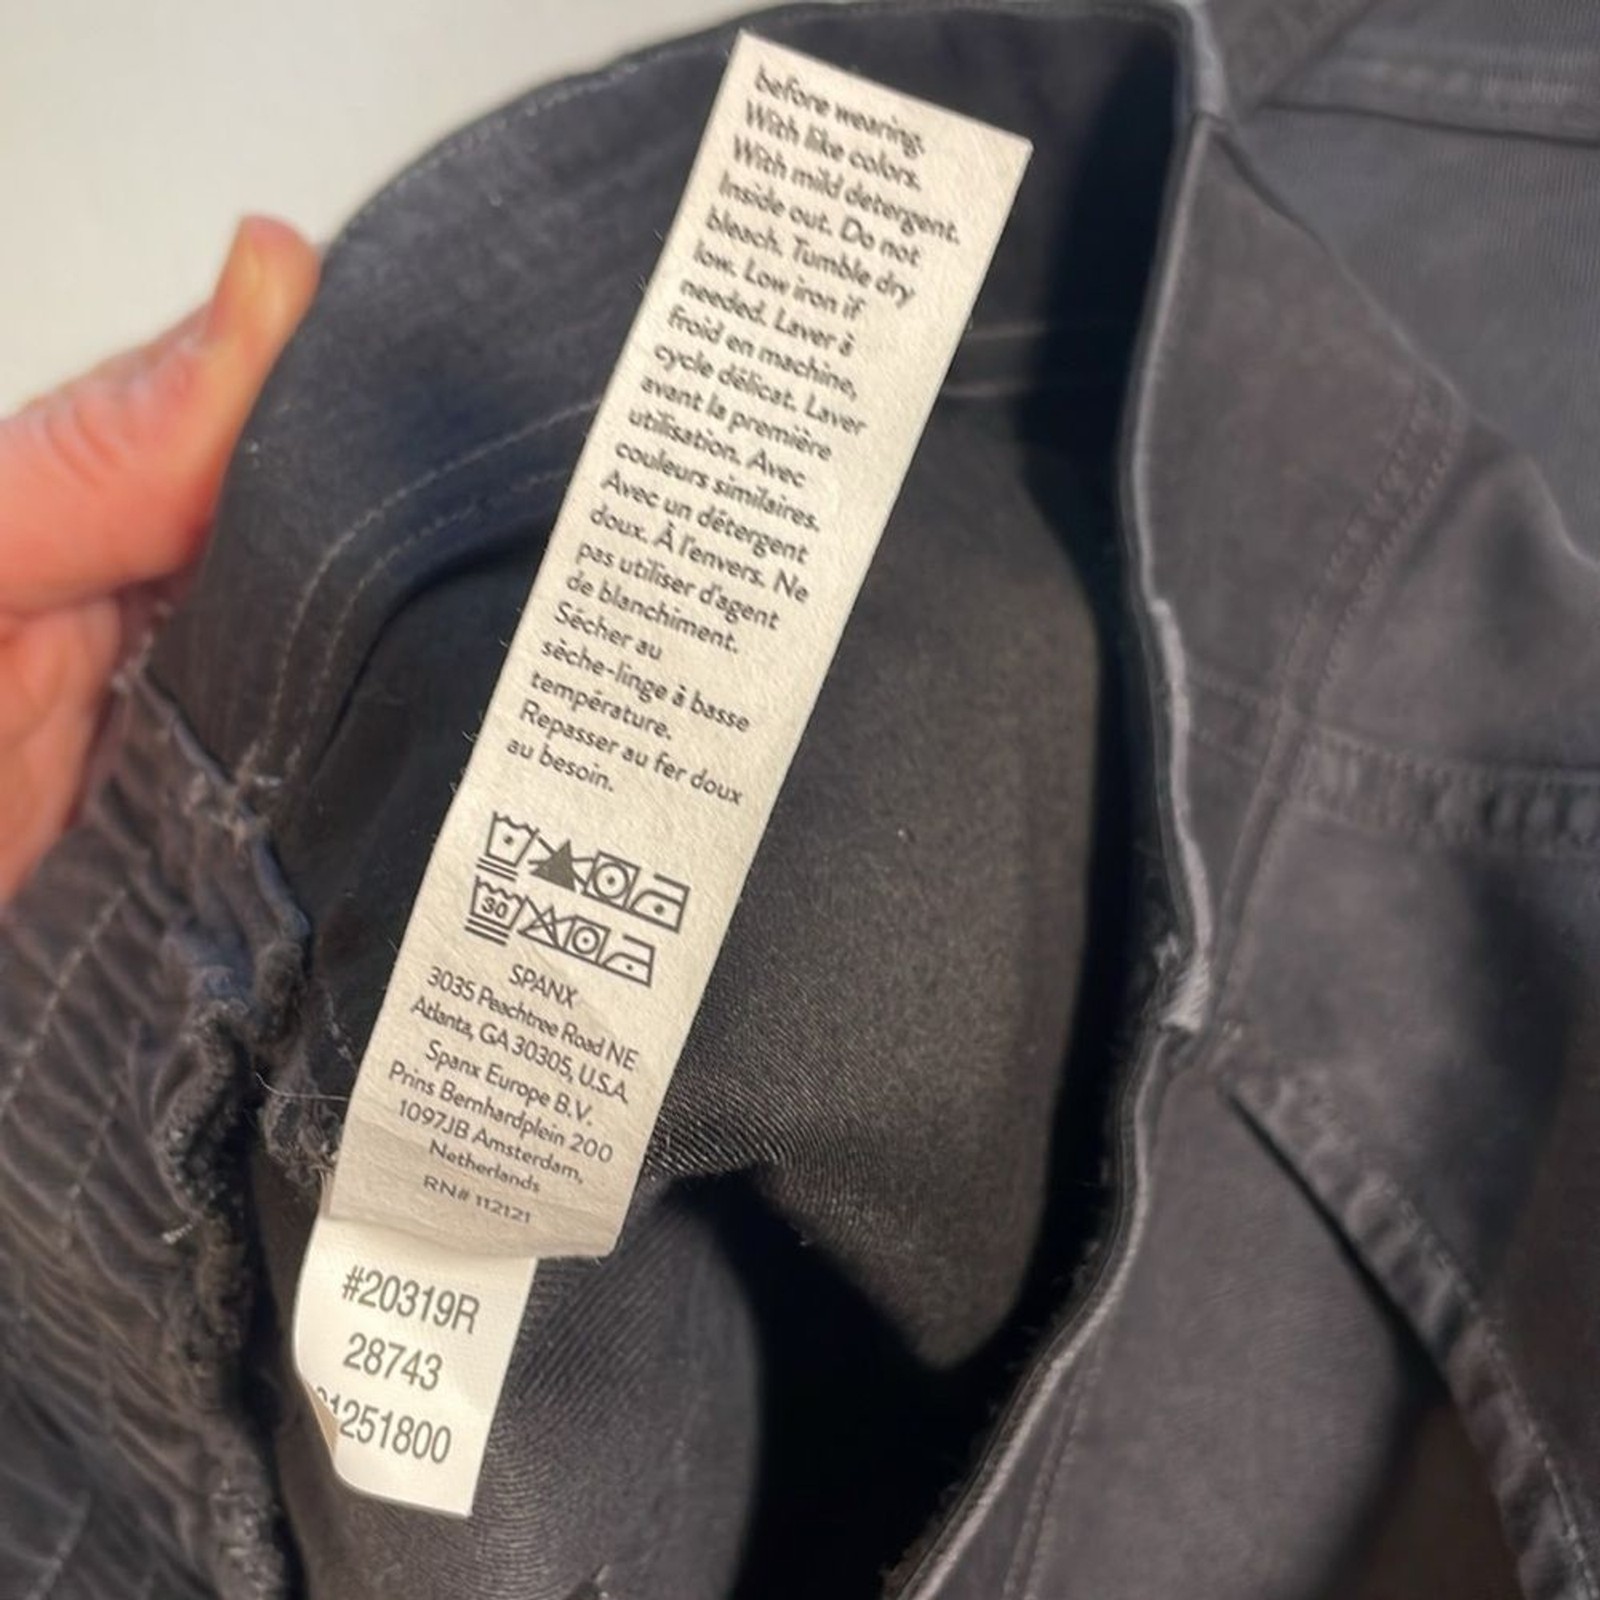 before wearing.
With like colors.
With mild detergent.
Inside out. Do not
bleach. Tumble dry
low. Low iron if
needed. Laver à
froid en machine,
cycle délicat. Laver
avant la première
utilisation. Avec
couleurs similaires.
Avec un détergent
doux. À l'envers. Ne
pas utiliser d'agent
de blanchiment.
Sécher au
sèche-linge à basse
température.
Repasser au fer doux
au besoin.
30
SPANX
3035 Peachtree Road NE
Atlanta, GA 30305, U.S.A.
Spanx Europe B.V.
Prins Bernhardplein 200
1097JB Amsterdam,
Netherlands
RN# 112121
#20319R
28743
1251800